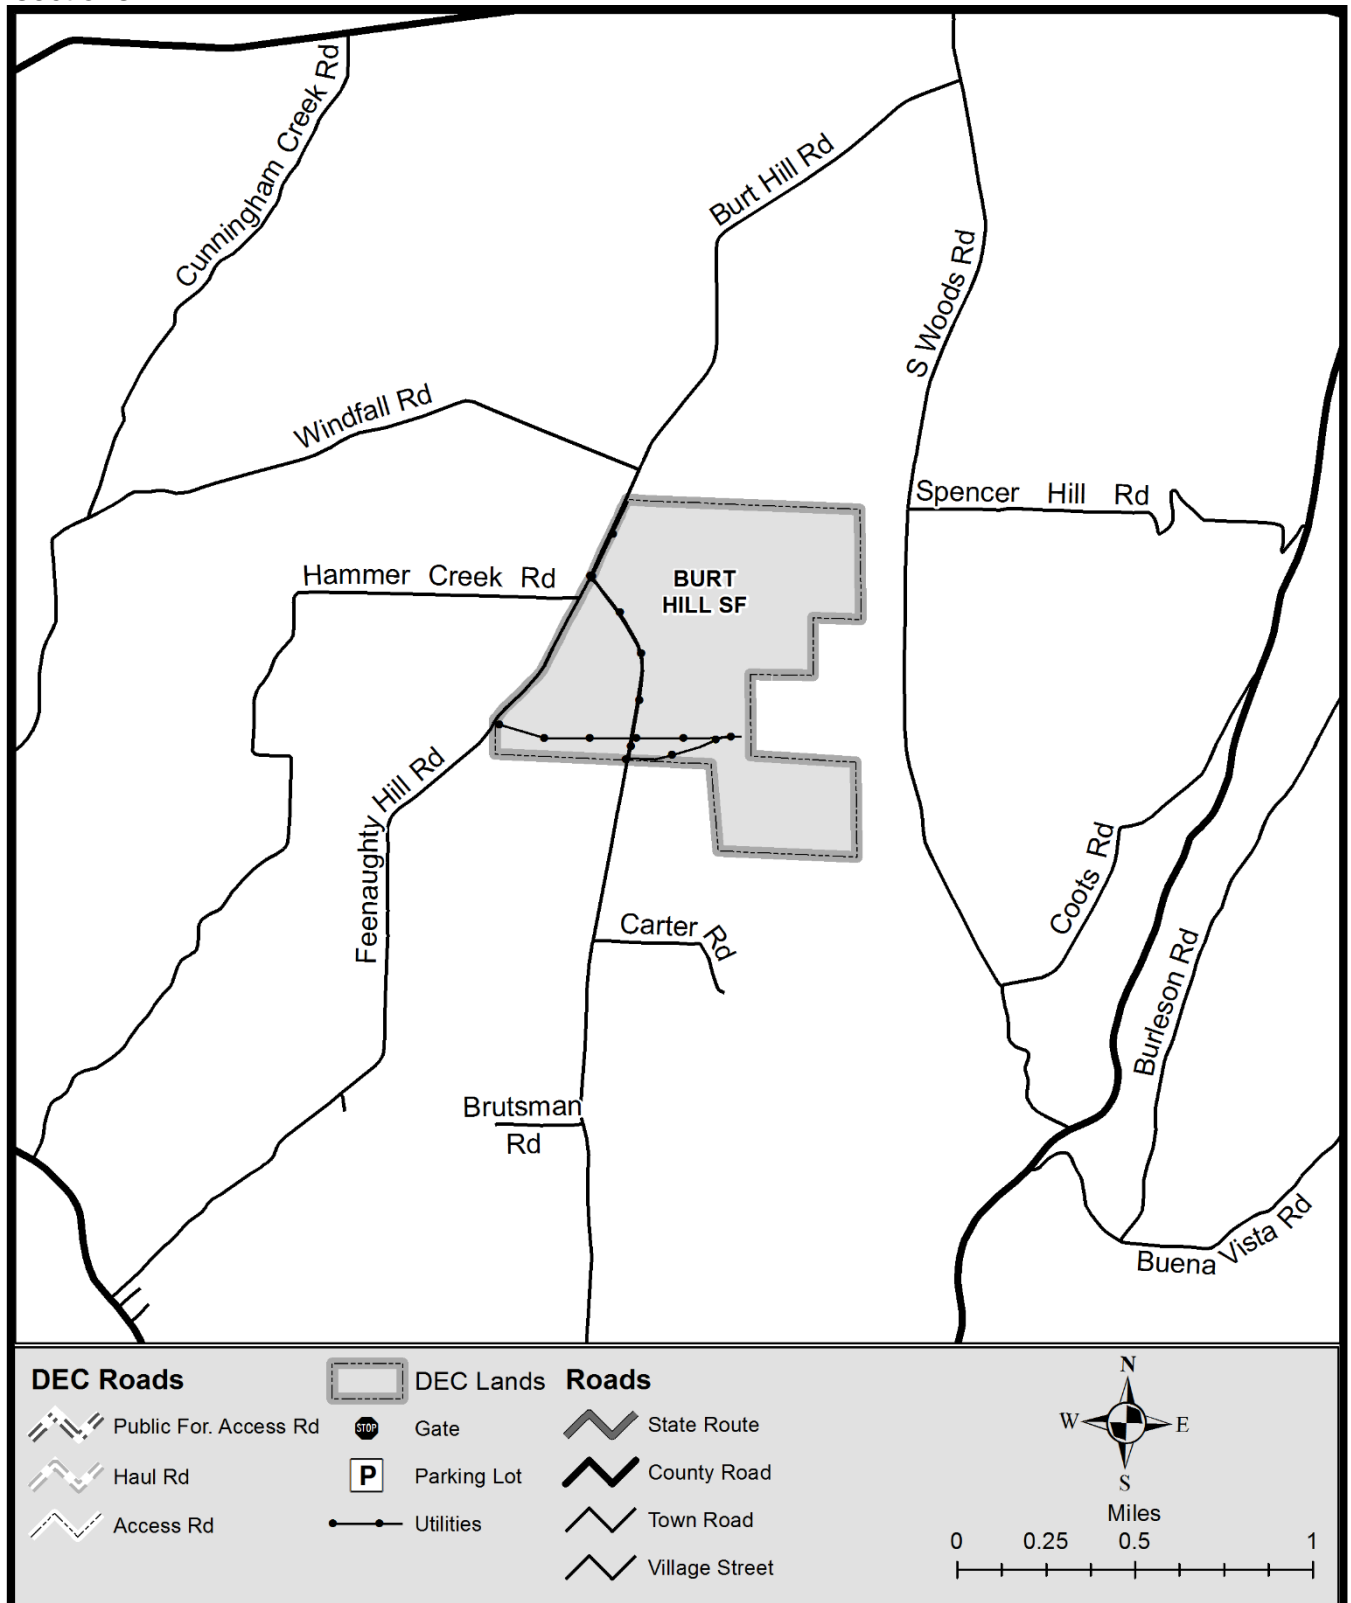 Cunningham Creek Rd
Burt Hill Rd
S Woods Rd
Windfall Rd
Spencer Hill Rd
Hammer Creek Rd
BURT
HILL SF
Feenaughty Hill Rd
Coots Rd
Carter Rd
Burleson Rd
Brutsman
Rd
Buena Vista Rd
DEC Roads
Public For. Access Rd
Haul Rd
Access Rd
DEC Lands
STOP
Gate
P
Parking Lot
Utilities
Roads
State Route
County Road
Town Road
Village Street
N
W
E
S
Miles
0 0.25 0.5 1